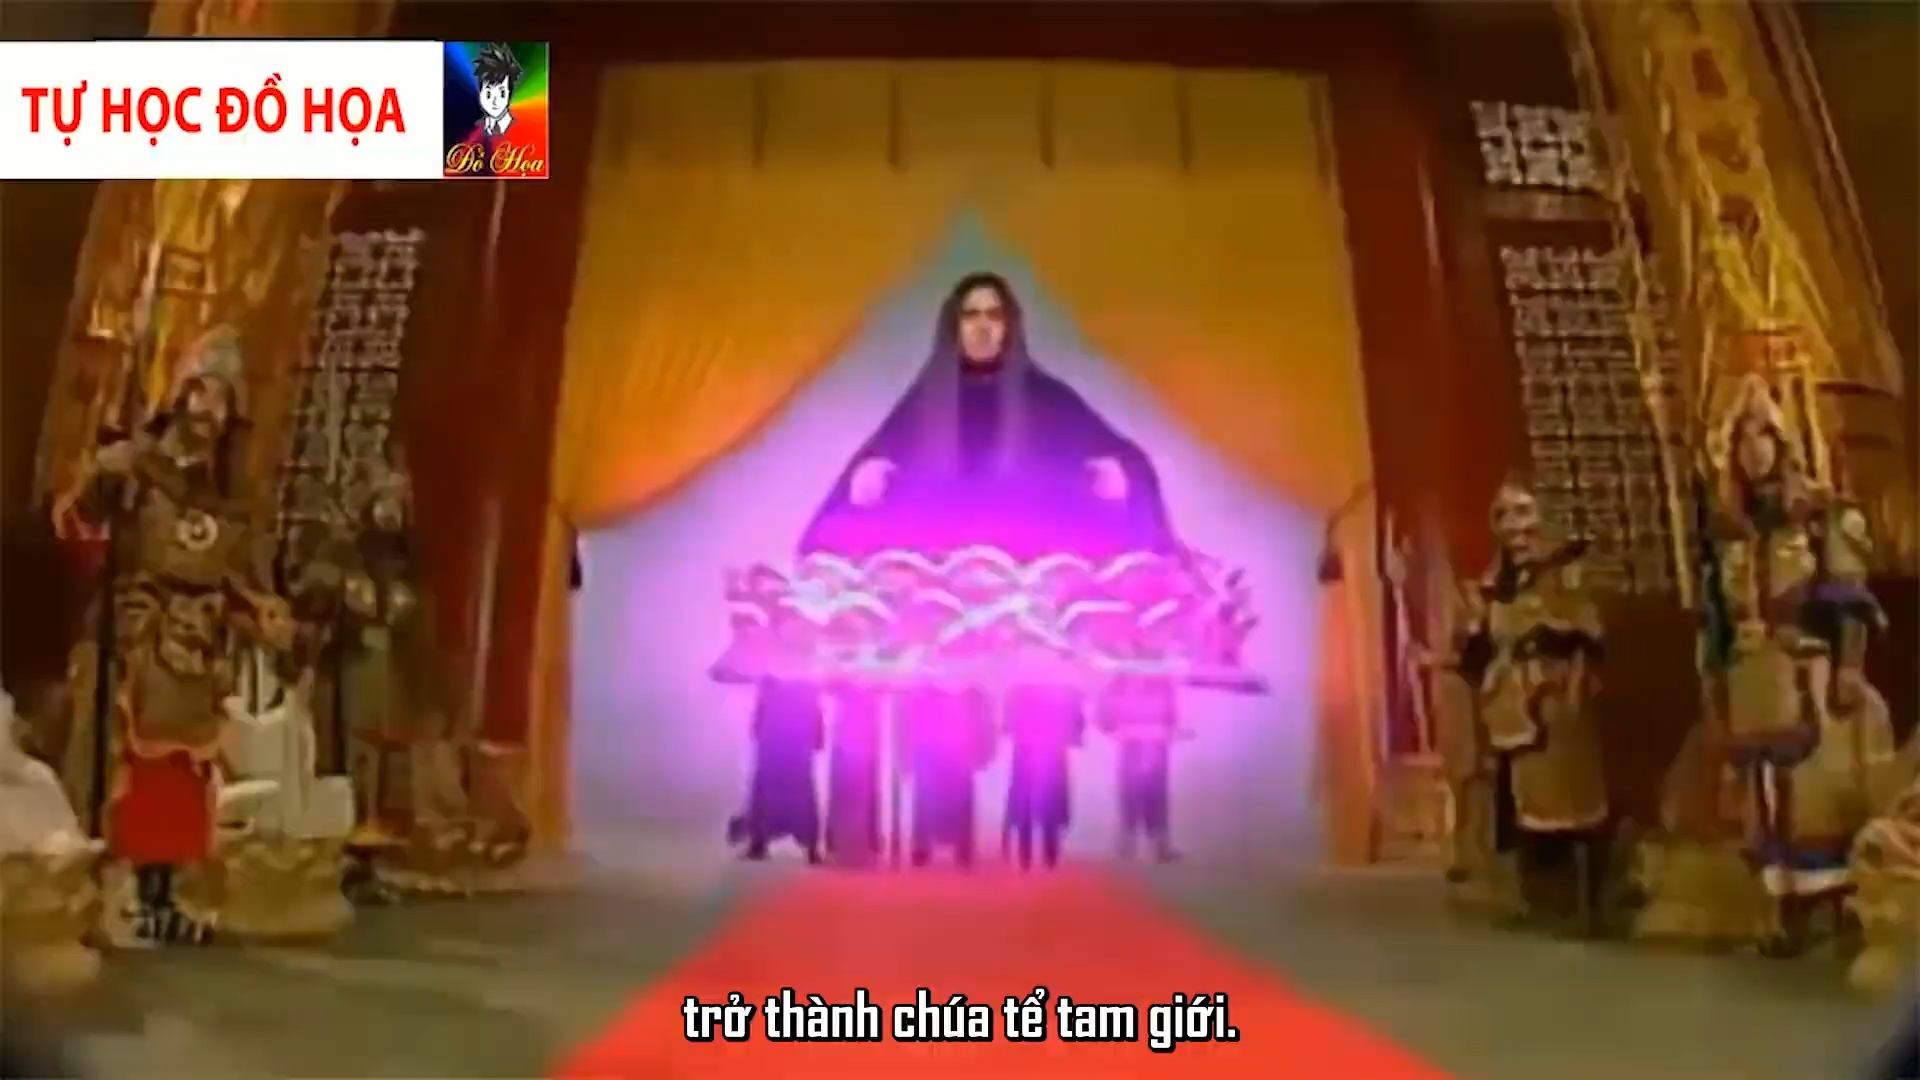 TỰ HỌC ĐỒ HỌA
Đồ Họa
trở thành chúa tể tam giới.